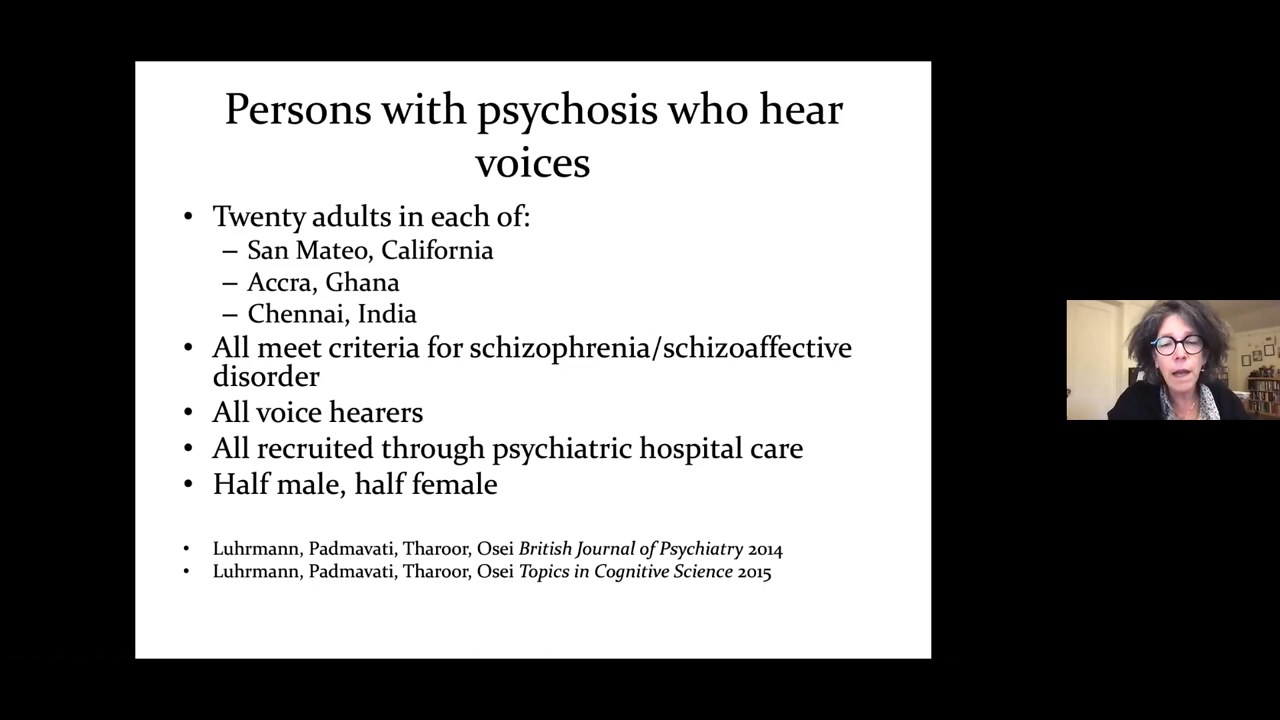 Persons with psychosis who hear
voices
• Twenty adults in each of:
– San Mateo, California
– Accra, Ghana
– Chennai, India
• All meet criteria for schizophrenia/schizoaffective
disorder
• All voice hearers
• All recruited through psychiatric hospital care
• Half male, half female
• Luhrmann, Padmavati, Tharoor, Osei British Journal of Psychiatry 2014
• Luhrmann, Padmavati, Tharoor, Osei Topics in Cognitive Science 2015